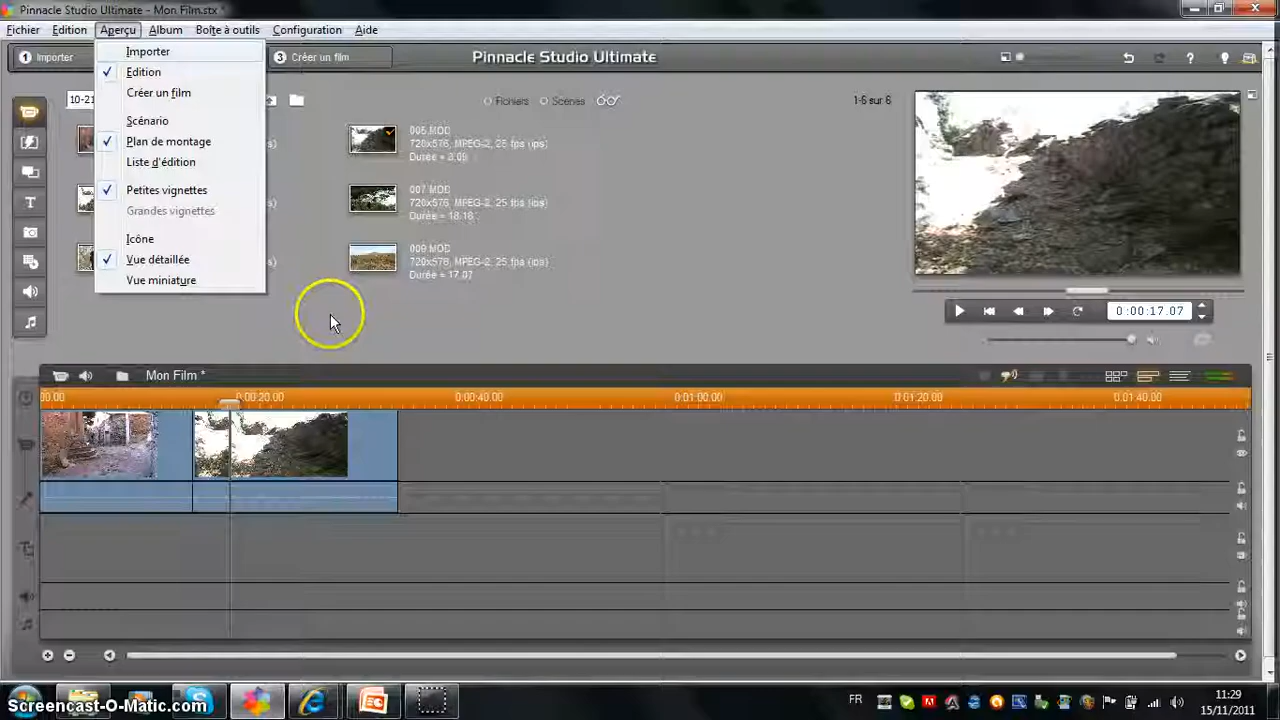 Pinnacle Studio Ultimate - Mon Film.stx *
Fichier Edition Aperçu Album Boîte à outils Configuration Aide
1 Importer
3 Créer un film
Pinnacle Studio Ultimate
Importer
Edition
Créer un film
Scénario
Plan de montage
Liste d'édition
Petites vignettes
Grandes vignettes
Icône
Vue détaillée
Vue miniature
10-21
Fichiers Scènes
1-6 sur 6
720x576, MPEG-2, 25 fps (ips)
007.MOD
720x576, MPEG-2, 25 fps (ips)
Durée = 18.16
009.MOD
720x576, MPEG-2, 25 fps (ips)
Durée = 17.07
0:00:17.07
Mon Film *
00.00 0:00:20.00 0:00:40.00 0:01:00.00 0:01:20.00 0:01:40.00
Screencast-O-Matic.com
FR
11:29
15/11/2011